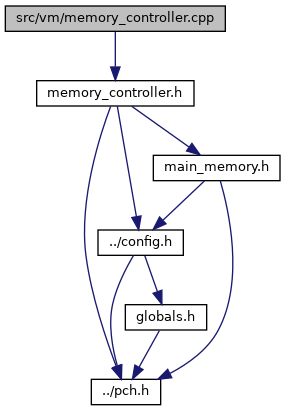 src/vm/memory_controller.cpp
memory_controller.h
main_memory.h
../config.h
globals.h
../pch.h